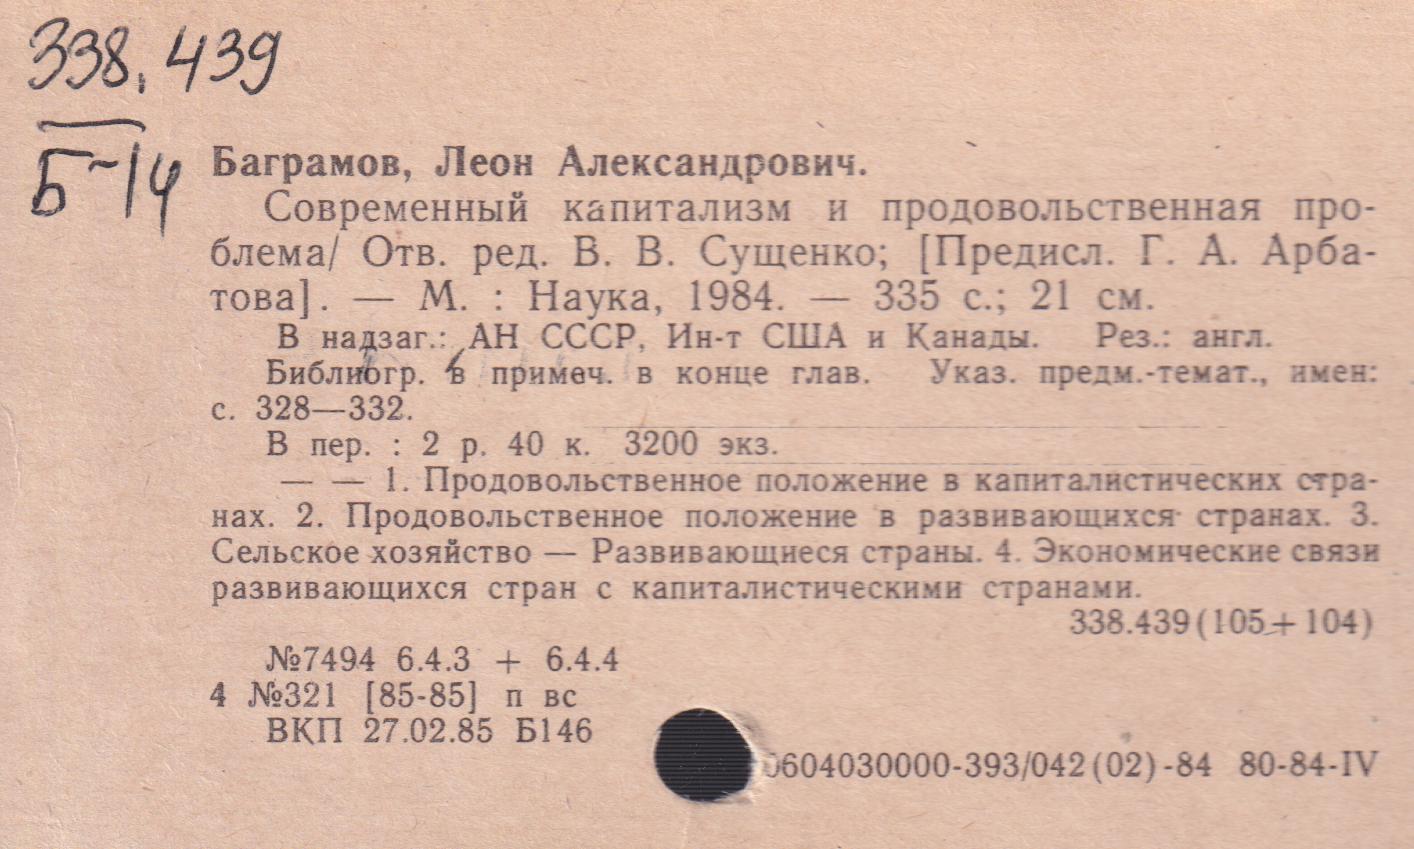 338.439
Б-14
Баграмов, Леон Александрович.
Современный капитализм и продовольственная про-
блема/ Отв. ред. В. В. Сущенко; [Предисл. Г. А. Арба-
това]. — М. : Наука, 1984. — 335 с.; 21 см.
В надзаг.: АН СССР, Ин-т США и Канады. Рез.: англ.
Библиогр. в примеч. в конце глав. Указ. предм.-темат., имен:
с. 328—332.
В пер. : 2 р. 40 к. 3200 экз.
— — 1. Продовольственное положение в капиталистических стра-
нах. 2. Продовольственное положение в развивающихся странах. 3.
Сельское хозяйство — Развивающиеся страны. 4. Экономические связи
развивающихся стран с капиталистическими странами.
338.439(105+104)
№7494 6.4.3 + 6.4.4
4 №321 [85-85] п вс
ВКП 27.02.85 Б146
0604030000-393/042(02)-84 80-84-IV